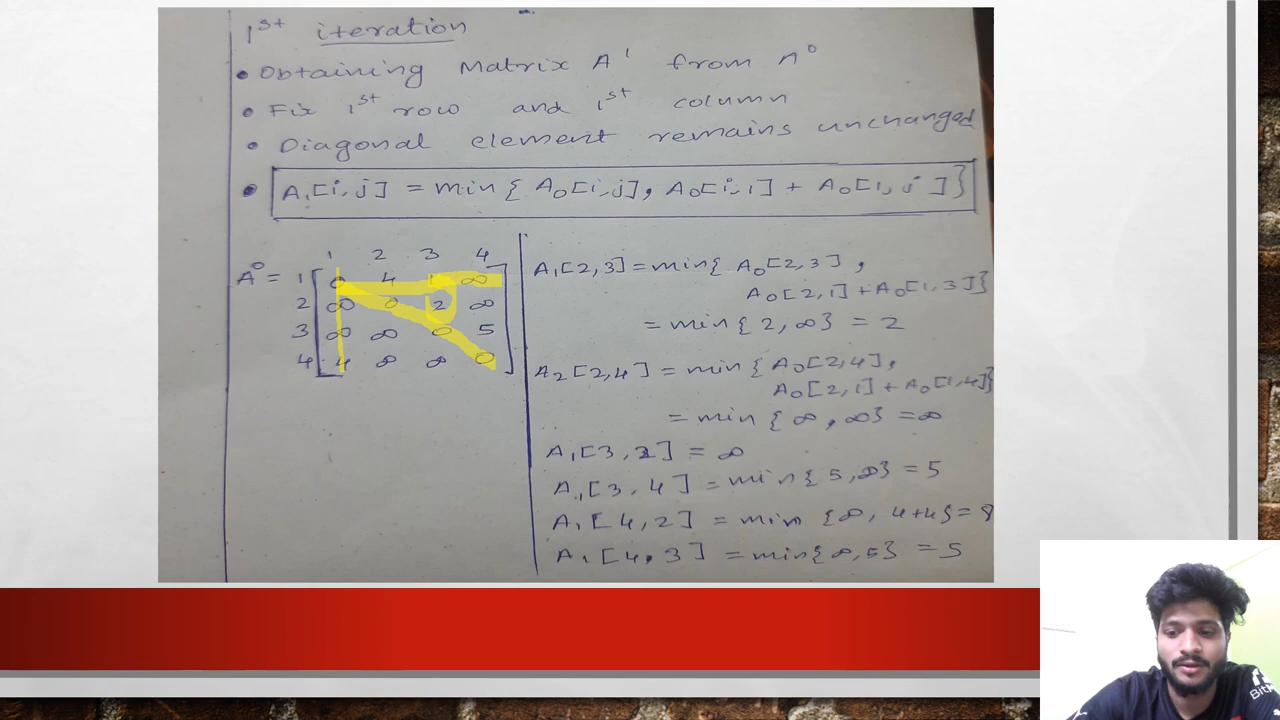 1st iteration
• Obtaining Matrix A¹ from A⁰
• Fix 1st row and 1st column
• Diagonal element remains unchanged
• A₁[i,j] = min{ A₀[i,j], A₀[i,1] + A₀[1,j]}
1 2 3 4
A⁰ = 1 0 4 1 ∞
2 ∞ 0 2 ∞
3 ∞ ∞ 0 5
4 4 ∞ ∞ 0
A₁[2,3] = min{ A₀[2,3],
A₀[2,1] + A₀[1,3]}
= min{ 2, ∞} = 2
A₂[2,4] = min{ A₀[2,4],
A₀[2,1] + A₀[1,4]}
= min { ∞, ∞} = ∞
A₁[3,2] = ∞
A₁[3,4] = min{ 5, ∞} = 5
A₁[4,2] = min {∞, 4+4} = 8
A₁[4,3] = min{∞, 5} = 5
Bit